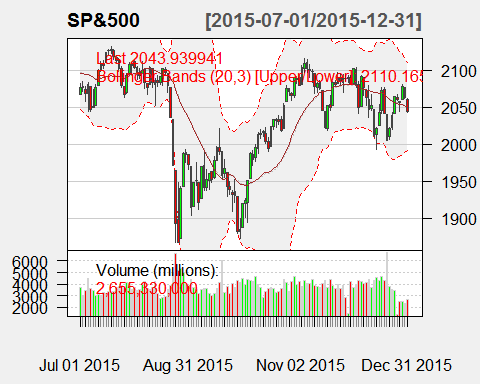 SP&500 [2015-07-01/2015-12-31]
Last 2043.939941
Bollinger Bands (20,3) [Upper/Lower]: 2110.165
2100
2050
2000
1950
1900
Volume (millions):
2,655,330,000
6000
5000
4000
3000
2000
Jul 01 2015 Aug 31 2015 Nov 02 2015 Dec 31 2015